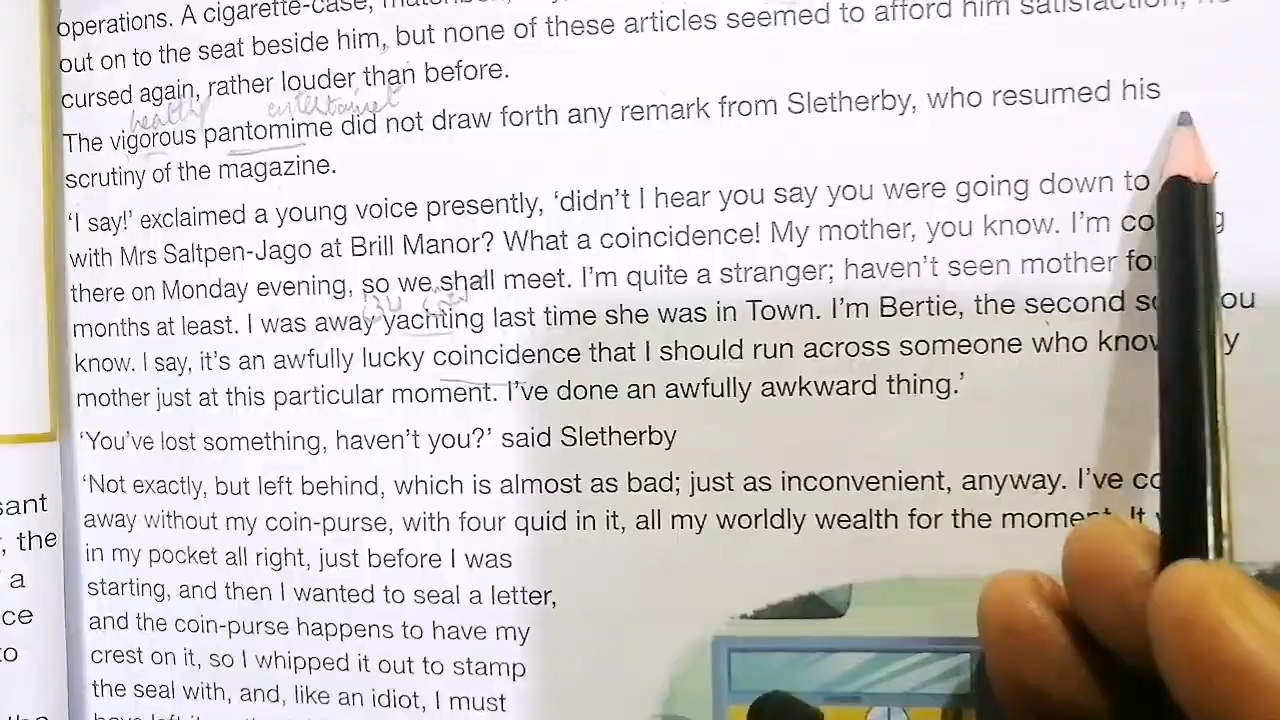 operations. A cigarette-case,
out on to the seat beside him, but none of these articles seemed to afford him satisfaction;
cursed again, rather louder than before.
healthy entertainmet
The vigorous pantomime did not draw forth any remark from Sletherby, who resumed his
scrutiny of the magazine.
‘I say!’ exclaimed a young voice presently, ‘didn’t I hear you say you were going down to
with Mrs Saltpen-Jago at Brill Manor? What a coincidence! My mother, you know. I’m co g
there on Monday evening, so we shall meet. I’m quite a stranger; haven’t seen mother fo
months at least. I was away yachting last time she was in Town. I’m Bertie, the second s ou
know. I say, it’s an awfully lucky coincidence that I should run across someone who know y
mother just at this particular moment. I’ve done an awfully awkward thing.’
‘You’ve lost something, haven’t you?’ said Sletherby
‘Not exactly, but left behind, which is almost as bad; just as inconvenient, anyway. I’ve co
away without my coin-purse, with four quid in it, all my worldly wealth for the moment. It
in my pocket all right, just before I was
starting, and then I wanted to seal a letter,
and the coin-purse happens to have my
crest on it, so I whipped it out to stamp
the seal with, and, like an idiot, I must
sant
, the
a
ce
to